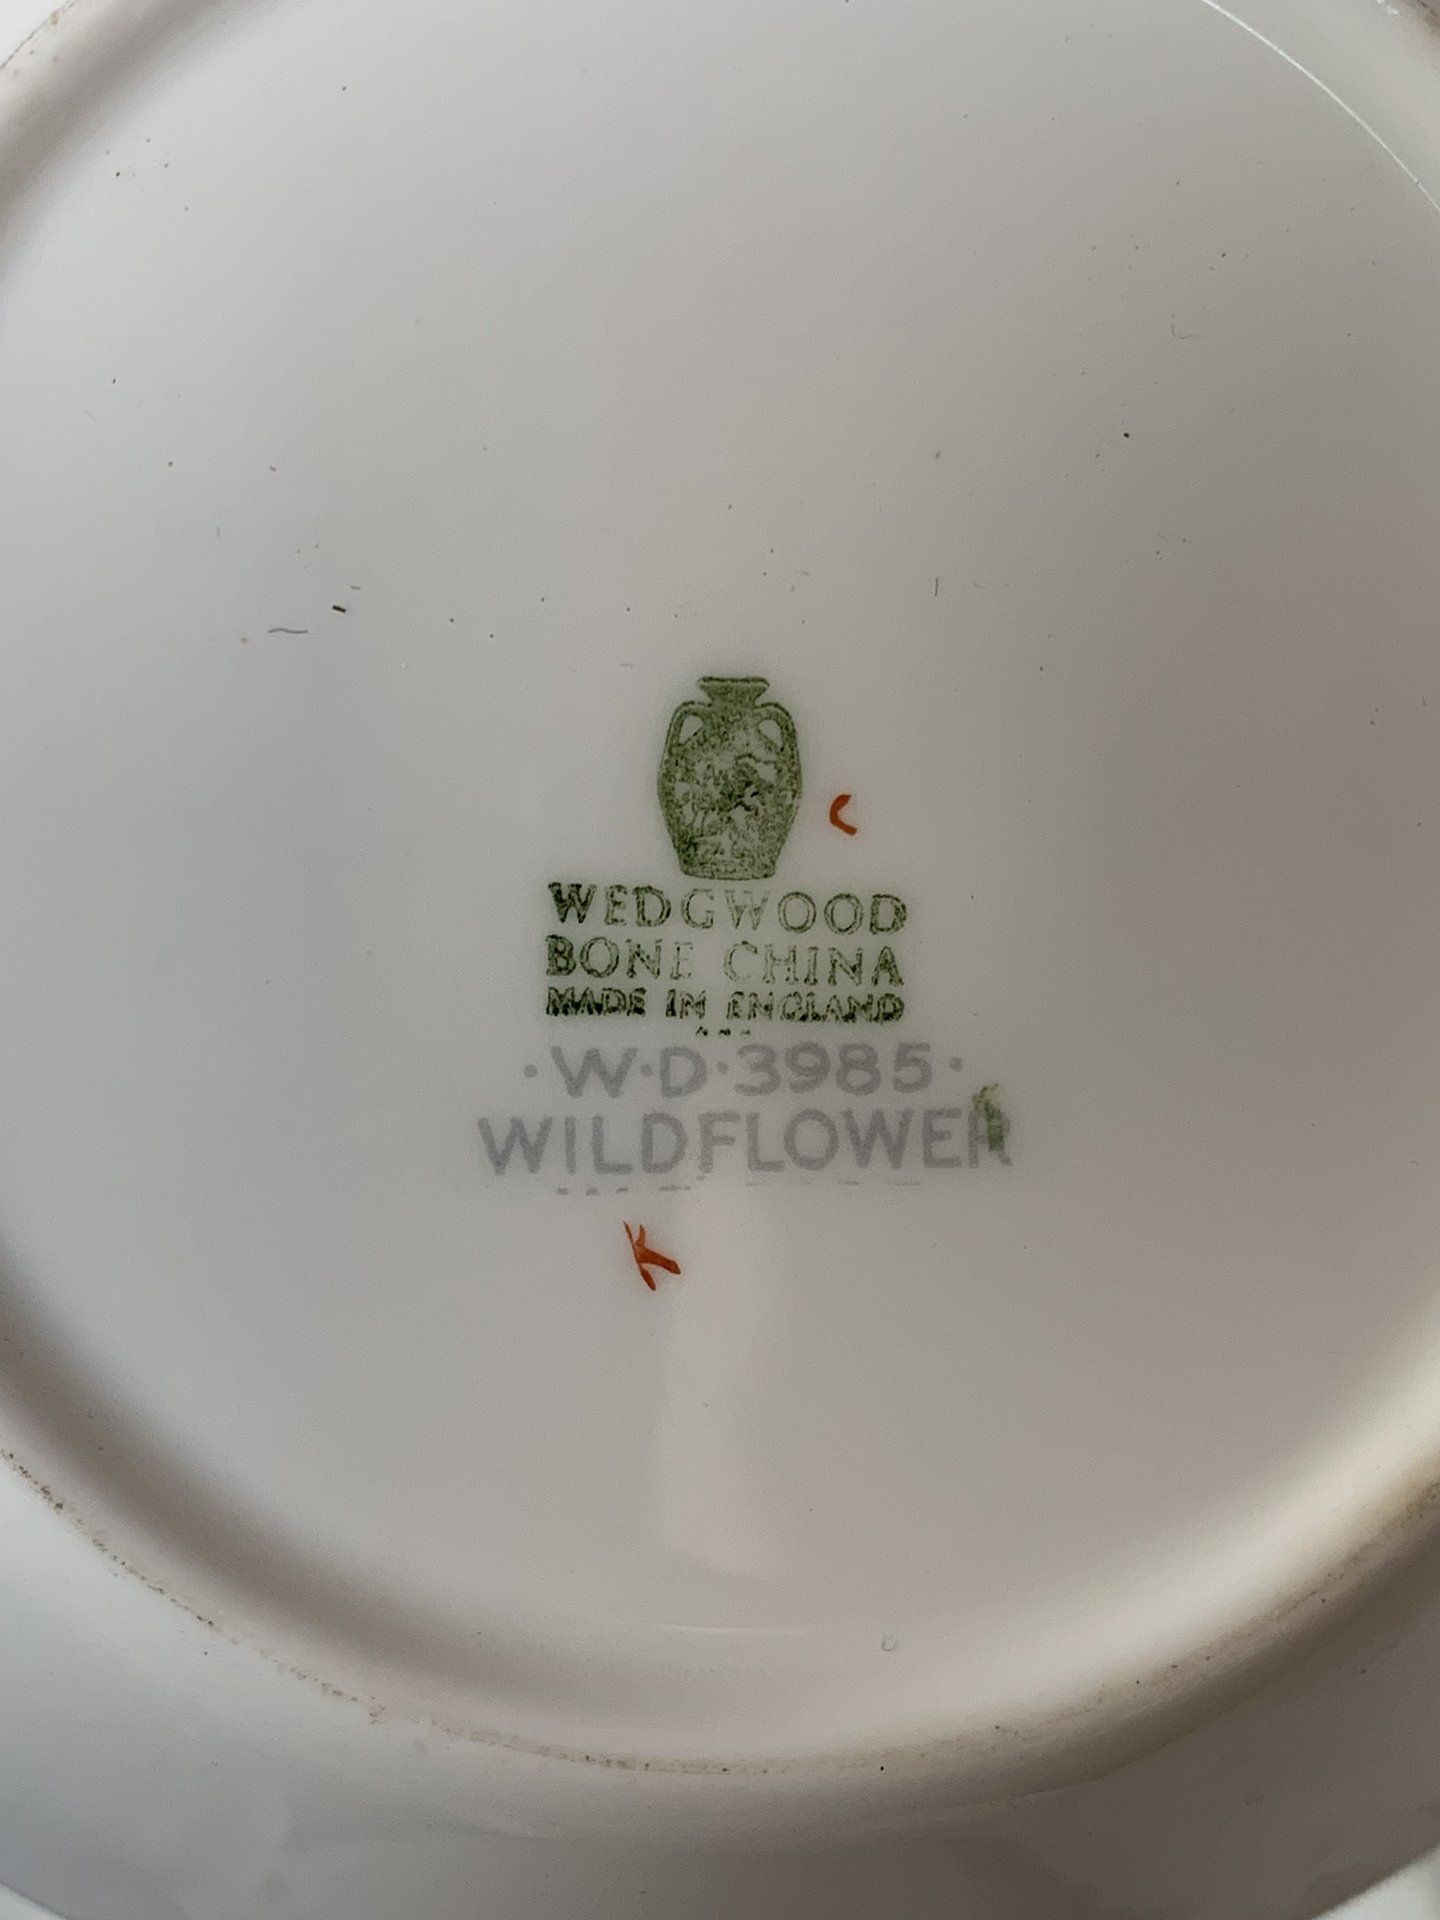 C
WEDGWOOD
BONE CHINA
MADE IN ENGLAND
·W·D·3985·
WILDFLOWER
K